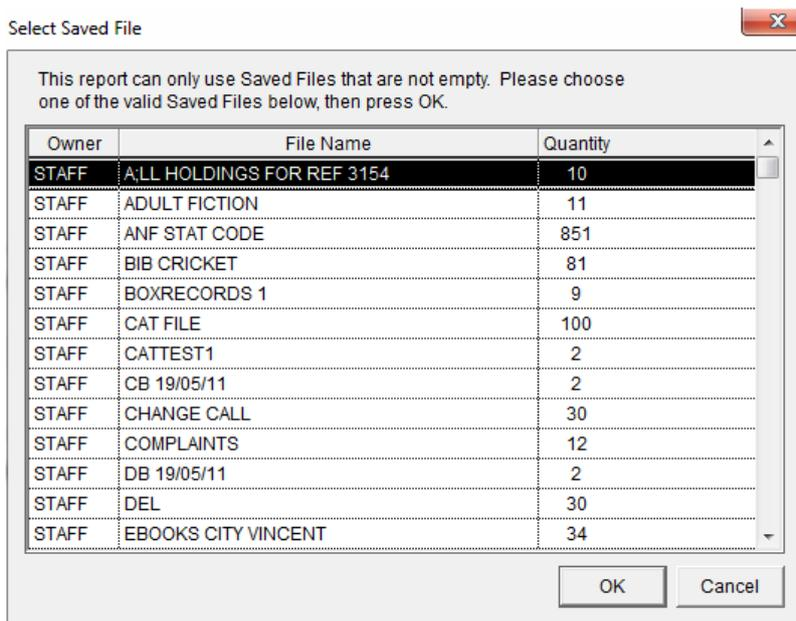 Select Saved File
This report can only use Saved Files that are not empty. Please choose
one of the valid Saved Files below, then press OK.
Owner File Name Quantity
STAFF A;LL HOLDINGS FOR REF 3154 10
STAFF ADULT FICTION 11
STAFF ANF STAT CODE 851
STAFF BIB CRICKET 81
STAFF BOXRECORDS 1 9
STAFF CAT FILE 100
STAFF CATTEST1 2
STAFF CB 19/05/11 2
STAFF CHANGE CALL 30
STAFF COMPLAINTS 12
STAFF DB 19/05/11 2
STAFF DEL 30
STAFF EBOOKS CITY VINCENT 34
OK Cancel